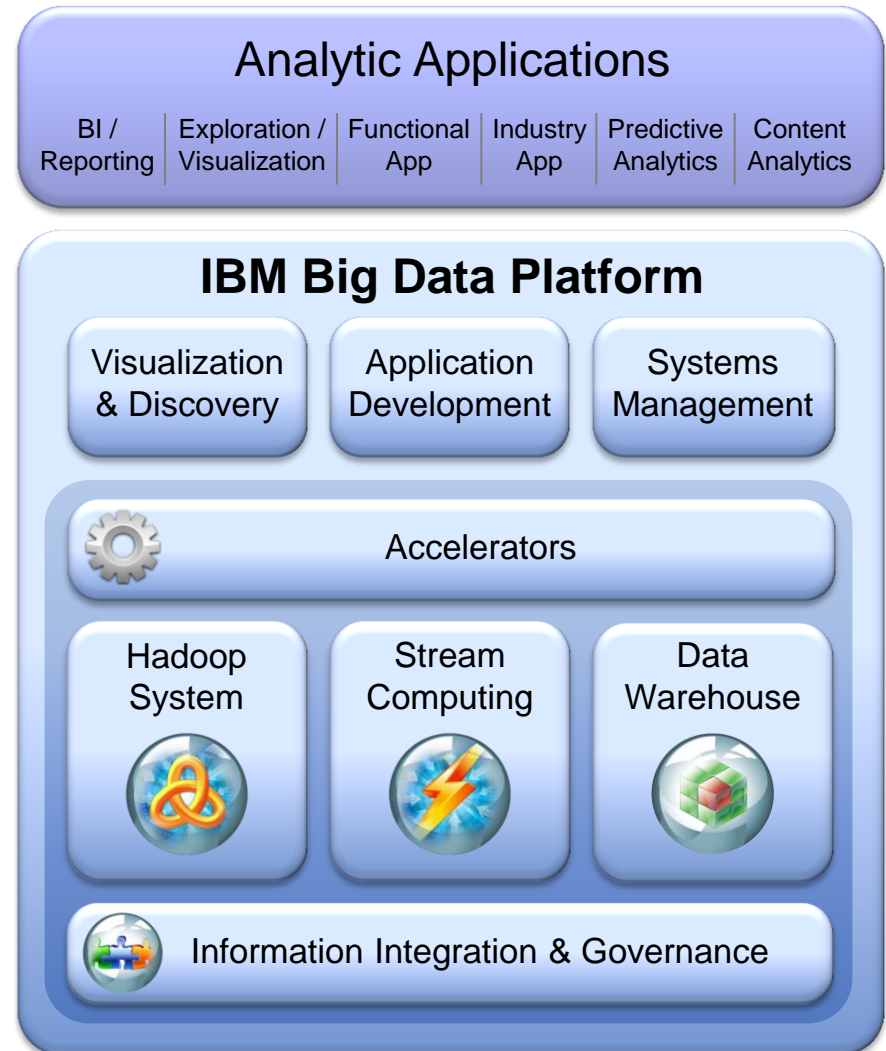 Analytic Applications
BI /
Reporting
Exploration /
Visualization
Functional
App
Industry
App
Predictive
Analytics
Content
Analytics
IBM Big Data Platform
Visualization
& Discovery
Application
Development
Systems
Management
Accelerators
Hadoop
System
Stream
Computing
Data
Warehouse
Information Integration & Governance